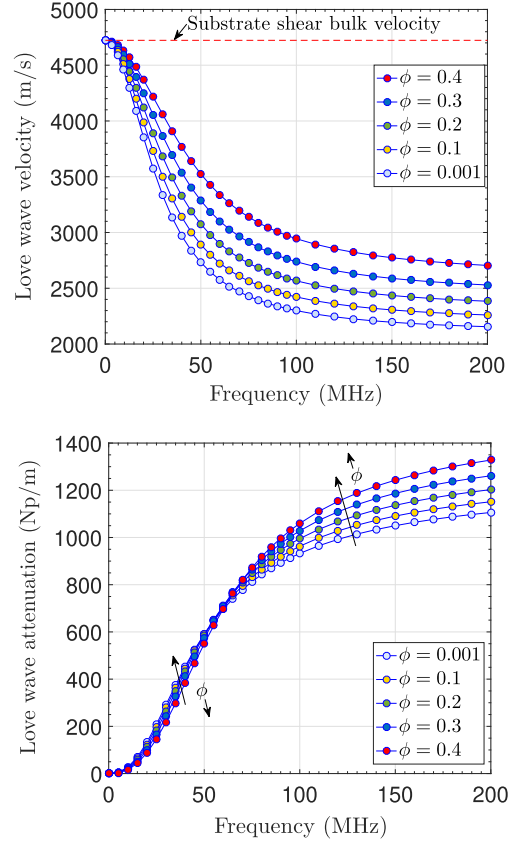 5000
Substrate shear bulk velocity
4500
4000
3500
3000
2500
2000
Love wave velocity (m/s)
ϕ = 0.4
ϕ = 0.3
ϕ = 0.2
ϕ = 0.1
ϕ = 0.001
0 50 100 150 200
Frequency (MHz)
1400
1200
1000
800
600
400
200
0
Love wave attenuation (Np/m)
ϕ
ϕ
ϕ = 0.001
ϕ = 0.1
ϕ = 0.2
ϕ = 0.3
ϕ = 0.4
0 50 100 150 200
Frequency (MHz)